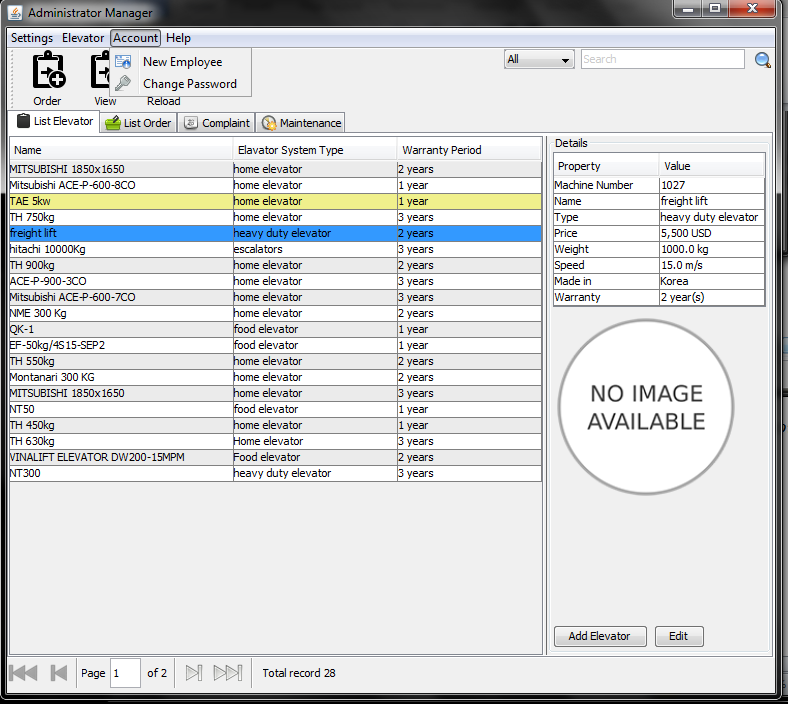 Administrator Manager
Settings Elevator Account Help
New Employee
Change Password
All
Search
Order View Reload
List Elevator List Order Complaint Maintenance
Name Elavator System Type Warranty Period
MITSUBISHI 1850x1650 home elevator 2 years
Mitsubishi ACE-P-600-8CO home elevator 1 year
TAE 5kw home elevator 1 year
TH 750kg home elevator 3 years
freight lift heavy duty elevator 2 years
hitachi 10000Kg escalators 3 years
TH 900kg home elevator 2 years
ACE-P-900-3CO home elevator 3 years
Mitsubishi ACE-P-600-7CO home elevator 3 years
NME 300 Kg home elevator 2 years
QK-1 food elevator 1 year
EF-50kg/4S15-SEP2 food elevator 1 year
TH 550kg home elevator 2 years
Montanari 300 KG home elevator 2 years
MITSUBISHI 1850x1650 home elevator 3 years
NT50 food elevator 1 year
TH 450kg home elevator 1 year
TH 630kg Home elevator 3 years
VINALIFT ELEVATOR DW200-15MPM Food elevator 2 years
NT300 heavy duty elevator 3 years
Details
Property Value
Machine Number 1027
Name freight lift
Type heavy duty elevator
Price 5,500 USD
Weight 1000.0 kg
Speed 15.0 m/s
Made in Korea
Warranty 2 year(s)
NO IMAGE
AVAILABLE
Add Elevator Edit
Page 1 of 2 Total record 28